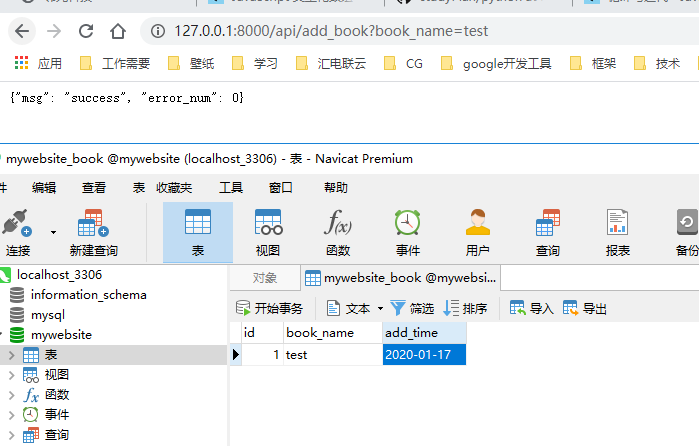 127.0.0.1:8000/api/add_book?book_name=test
应用 工作需要 壁纸 学习 汇电联云 CG google开发工具 框架 技术
{"msg": "success", "error_num": 0}
mywebsite_book @mywebsite (localhost_3306) - 表 - Navicat Premium
件 编辑 查看 表 收藏夹 工具 窗口 帮助
连接 新建查询 表 视图 函数 事件 用户 查询 报表 备份
localhost_3306
information_schema
mysql
mywebsite
表
视图
函数
事件
查询
对象 mywebsite_book @mywebsi...
开始事务 文本 筛选 排序 导入 导出
id book_name add_time
1 test 2020-01-17